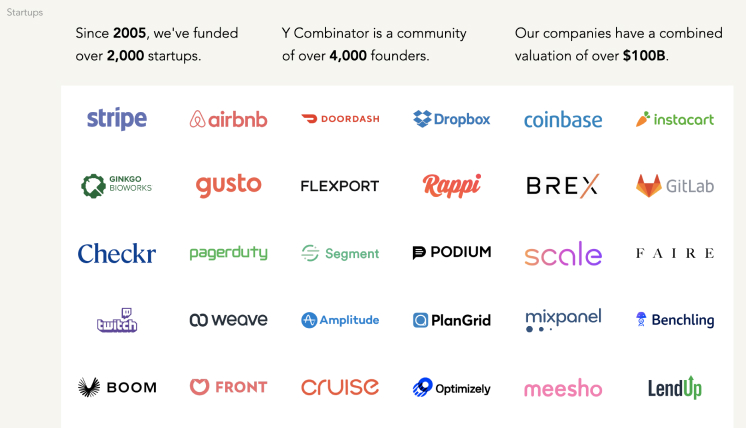 Startups
Since 2005, we've funded
over 2,000 startups.
Y Combinator is a community
of over 4,000 founders.
Our companies have a combined
valuation of over $100B.
stripe
airbnb
DOORDASH
Dropbox
coinbase
instacart
GINKGO
BIOWORKS
gusto
FLEXPORT
Rappi
BREX
GitLab
Checkr
pagerduty
Segment
PODIUM
scale
FAIRE
twitch
weave
Amplitude
PlanGrid
mixpanel
Benchling
BOOM
FRONT
CRUISE
Optimizely
meesho
LendUp